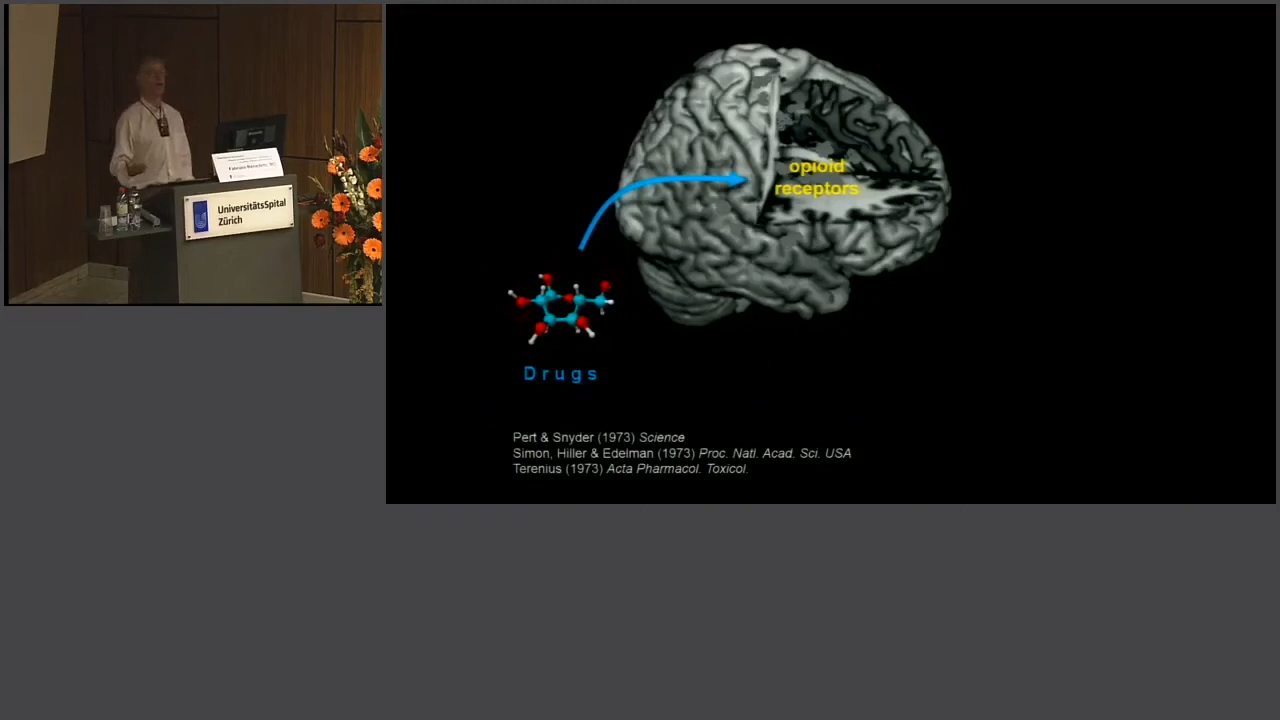 UniversitätsSpital
Zürich
opioid
receptors
Drugs
Pert & Snyder (1973) Science
Simon, Hiller & Edelman (1973) Proc. Natl. Acad. Sci. USA
Terenius (1973) Acta Pharmacol. Toxicol.